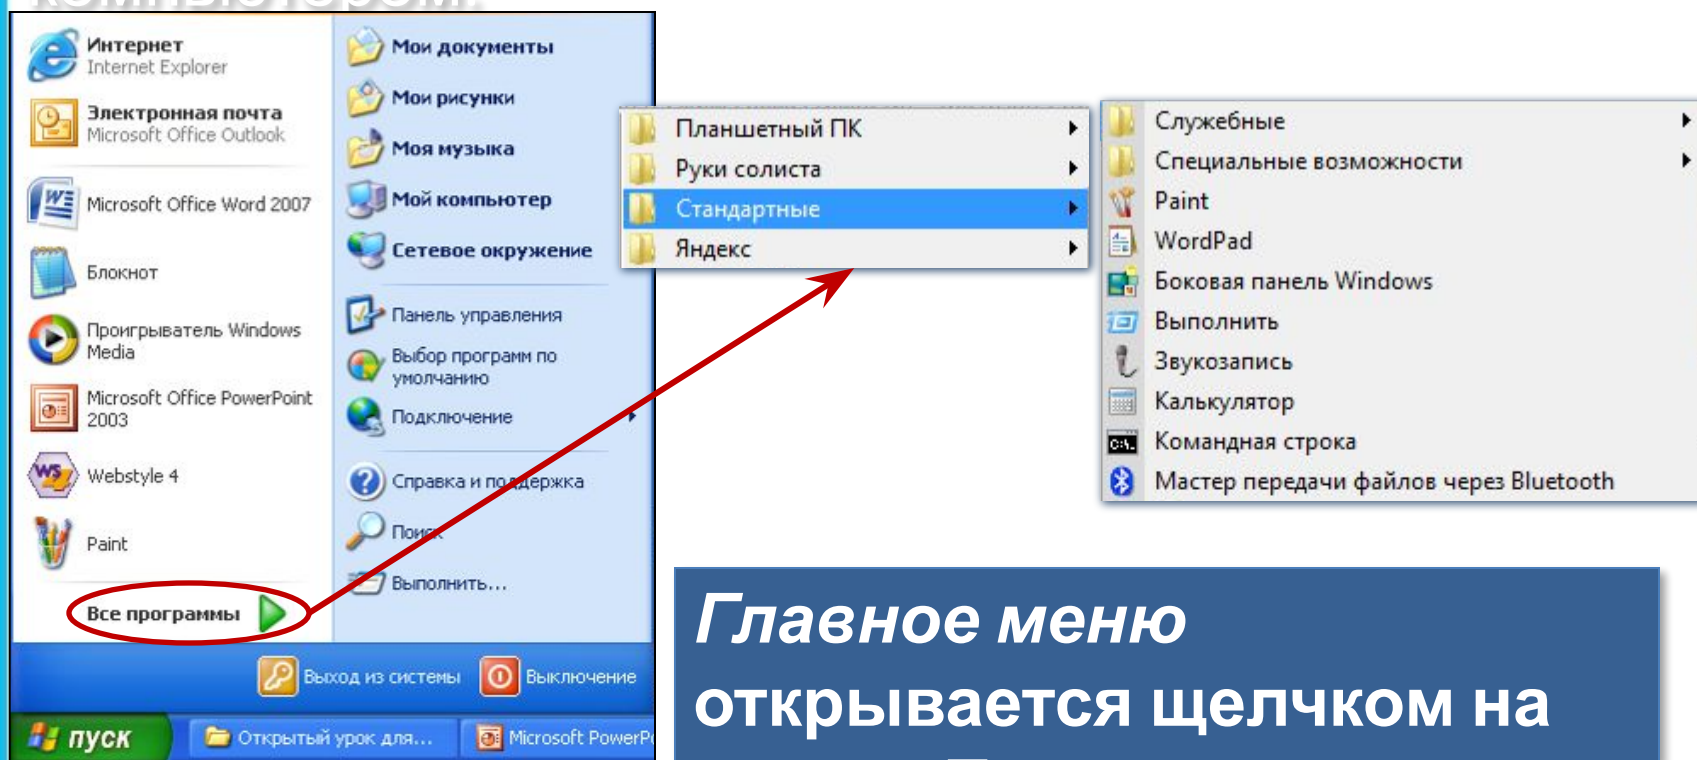 компьютером.
Интернет
Internet Explorer
Электронная почта
Microsoft Office Outlook
Microsoft Office Word 2007
Блокнот
Проигрыватель Windows
Media
Microsoft Office PowerPoint
2003
Webstyle 4
Paint
Все программы
Мои документы
Мои рисунки
Моя музыка
Мой компьютер
Сетевое окружение
Панель управления
Выбор программ по
умолчанию
Подключение
Справка и поддержка
Поиск
Выполнить...
Выход из системы
Выключение
пуск
Открытый урок для...
Microsoft PowerPo
Планшетный ПК
Руки солиста
Стандартные
Яндекс
Служебные
Специальные возможности
Paint
WordPad
Боковая панель Windows
Выполнить
Звукозапись
Калькулятор
Командная строка
Мастер передачи файлов через Bluetooth
Главное меню
открывается щелчком на